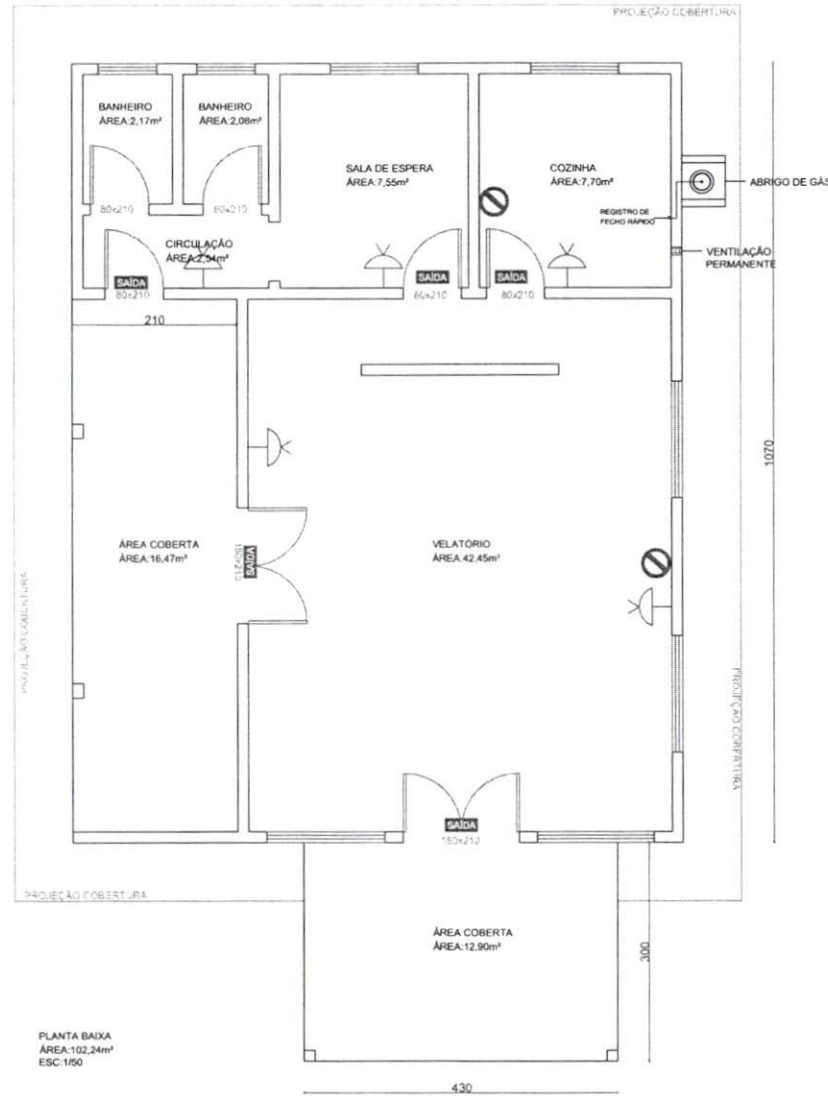 PROJEÇÃO COBERTURA
BANHEIRO
ÁREA:2,17m²
BANHEIRO
ÁREA:2,08m²
SALA DE ESPERA
ÁREA:7,55m²
COZINHA
ÁREA:7,70m²
ABRIGO DE GÁS
REGISTRO DE
FECHO RÁPIDO
80x210
60x210
CIRCULAÇÃO
ÁREA:2,54m²
VENTILAÇÃO
PERMANENTE
SAÍDA
80x210
SAÍDA
80x210
SAÍDA
80x210
210
1070
ÁREA COBERTA
ÁREA:16,47m²
SAÍDA
160x210
VELATÓRIO
ÁREA:42,45m²
PROJEÇÃO COBERTURA
PROJEÇÃO COBERTURA
SAÍDA
160x210
PROJEÇÃO COBERTURA
ÁREA COBERTA
ÁREA:12,90m²
300
PLANTA BAIXA
ÁREA:102,24m²
ESC:1/50
430